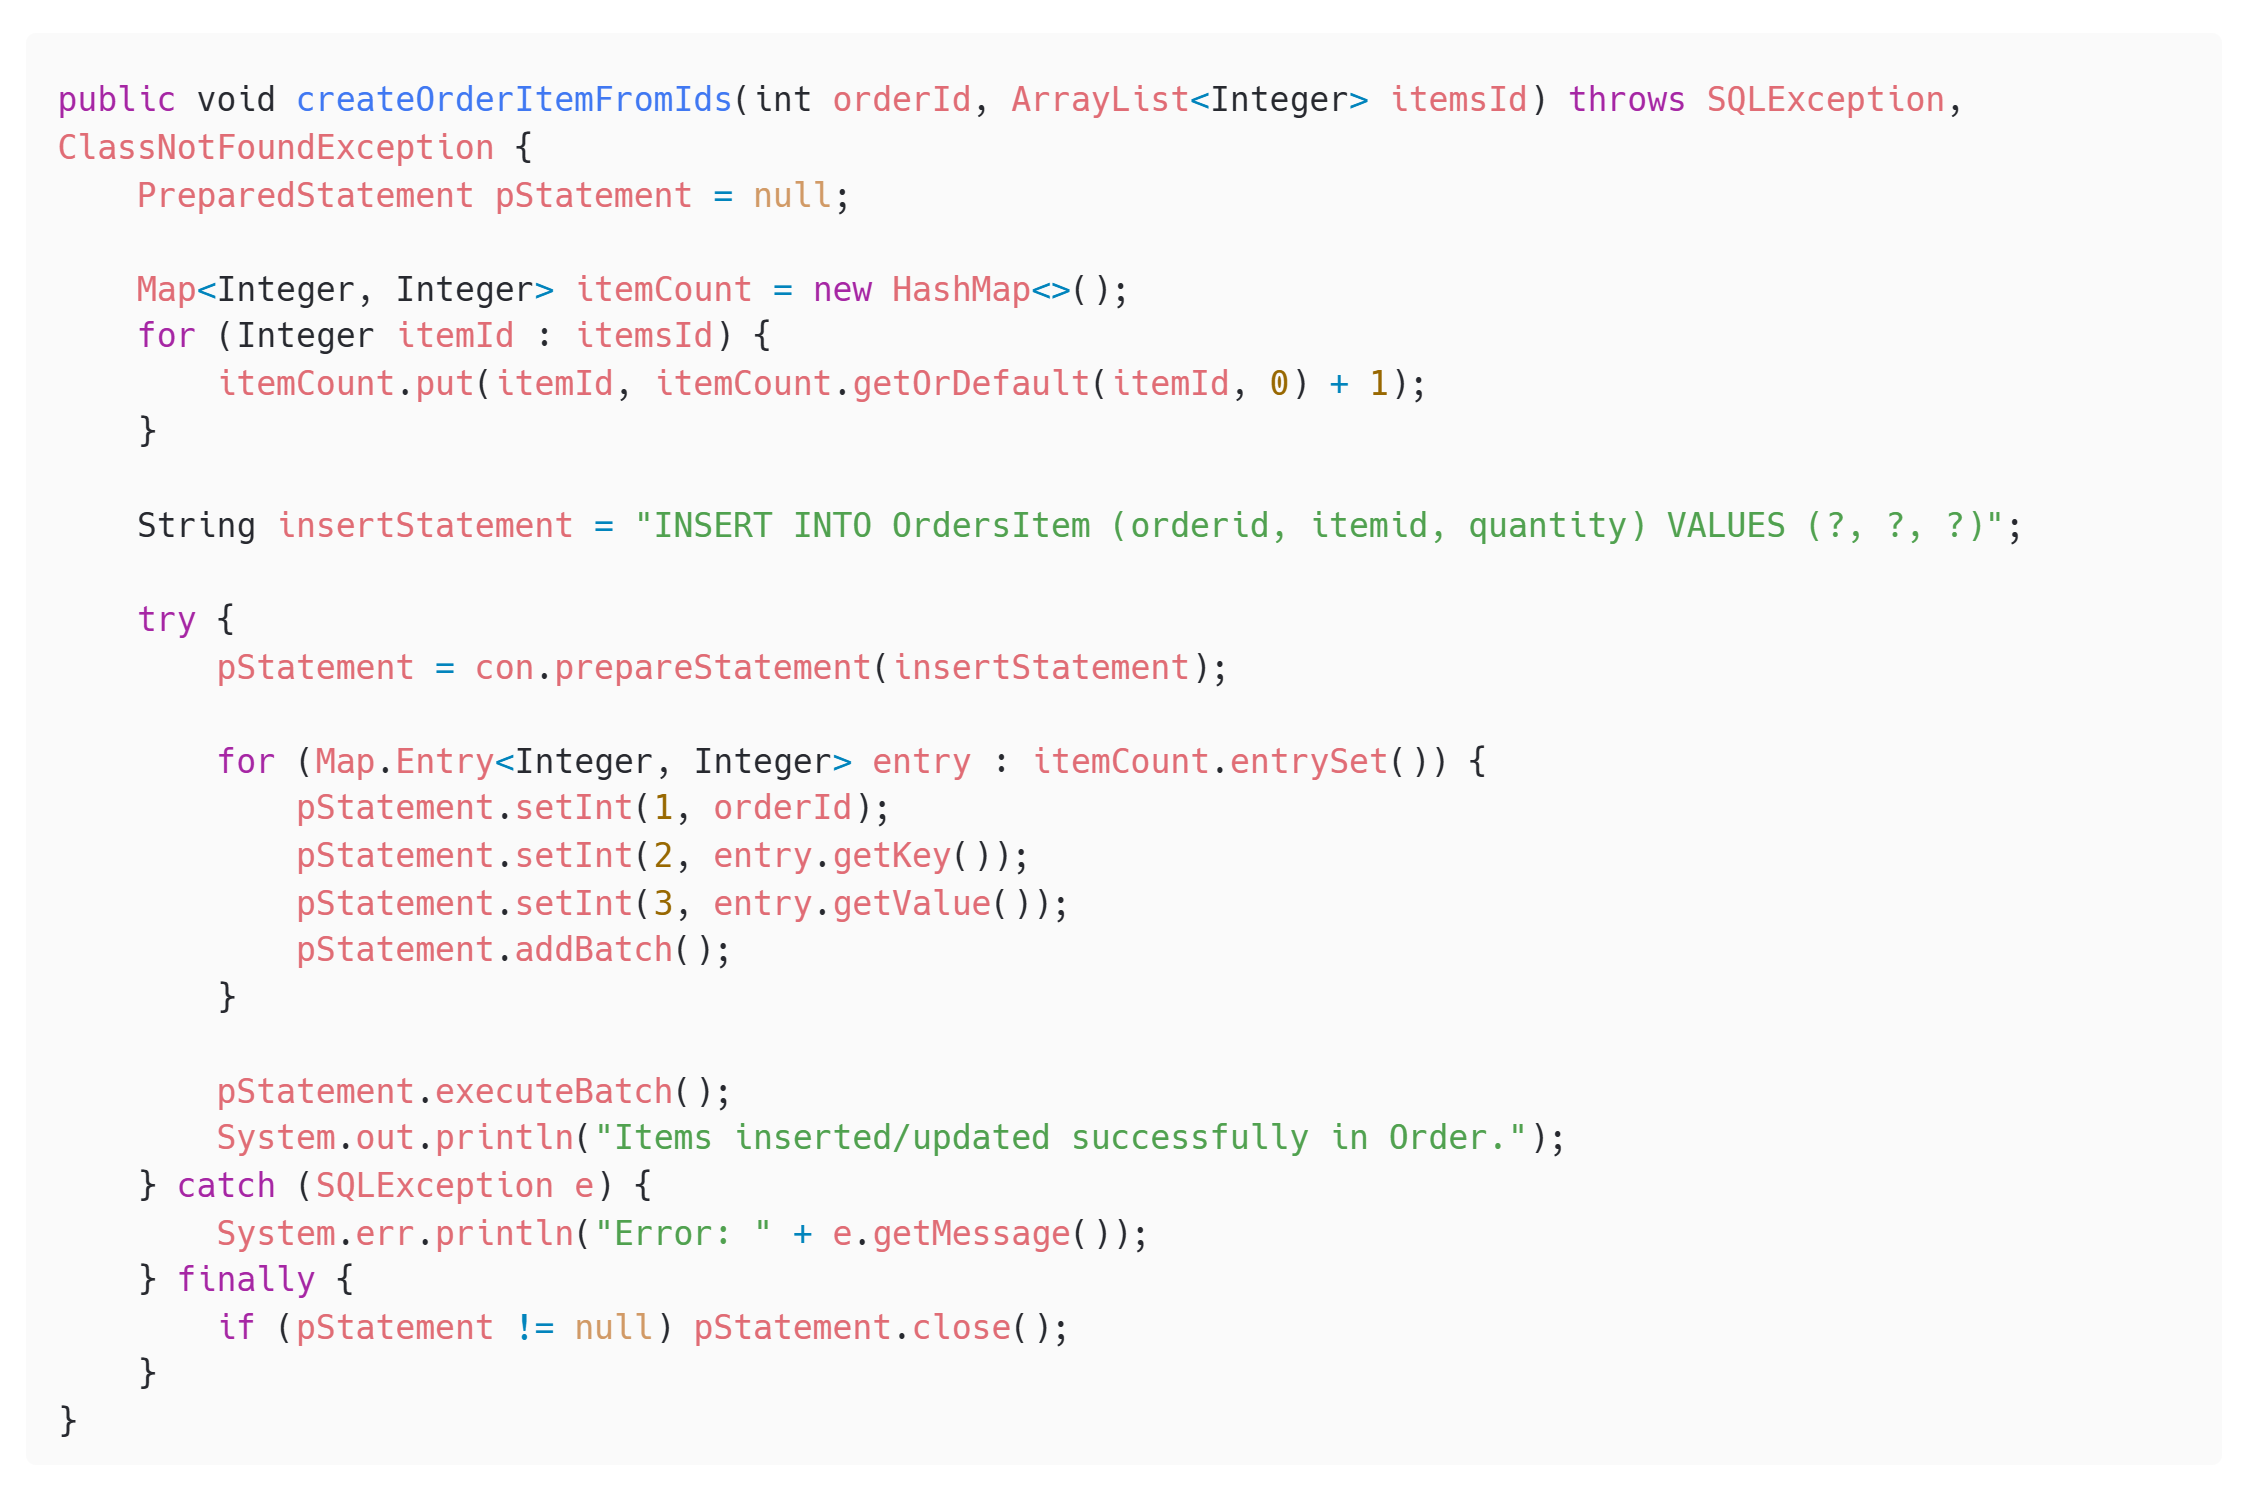 public void createOrderItemFromIds(int orderId, ArrayList<Integer> itemsId) throws SQLException,
ClassNotFoundException {
    PreparedStatement pStatement = null;

    Map<Integer, Integer> itemCount = new HashMap<>();
    for (Integer itemId : itemsId) {
        itemCount.put(itemId, itemCount.getOrDefault(itemId, 0) + 1);
    }

    String insertStatement = "INSERT INTO OrdersItem (orderid, itemid, quantity) VALUES (?, ?, ?)";

    try {
        pStatement = con.prepareStatement(insertStatement);

        for (Map.Entry<Integer, Integer> entry : itemCount.entrySet()) {
            pStatement.setInt(1, orderId);
            pStatement.setInt(2, entry.getKey());
            pStatement.setInt(3, entry.getValue());
            pStatement.addBatch();
        }

        pStatement.executeBatch();
        System.out.println("Items inserted/updated successfully in Order.");
    } catch (SQLException e) {
        System.err.println("Error: " + e.getMessage());
    } finally {
        if (pStatement != null) pStatement.close();
    }
}